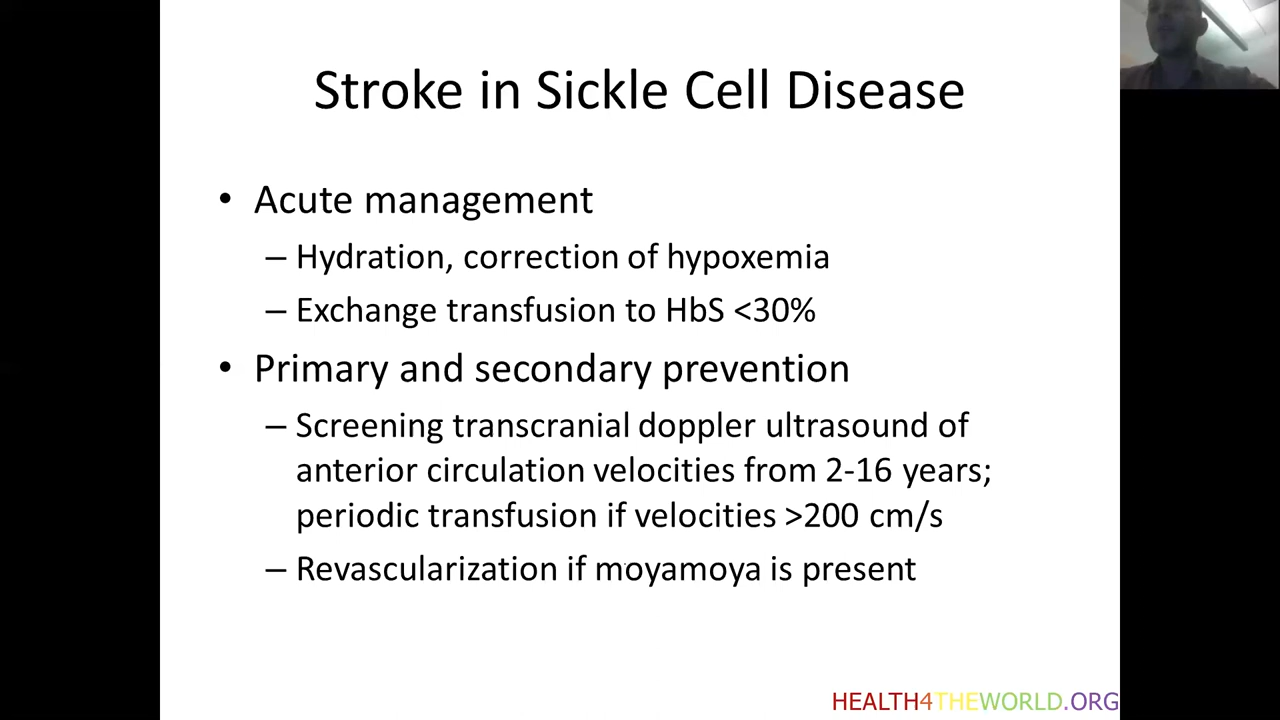 Stroke in Sickle Cell Disease
• Acute management
– Hydration, correction of hypoxemia
– Exchange transfusion to HbS <30%
• Primary and secondary prevention
– Screening transcranial doppler ultrasound of
anterior circulation velocities from 2-16 years;
periodic transfusion if velocities >200 cm/s
– Revascularization if moyamoya is present
HEALTH4THEWORLD.ORG